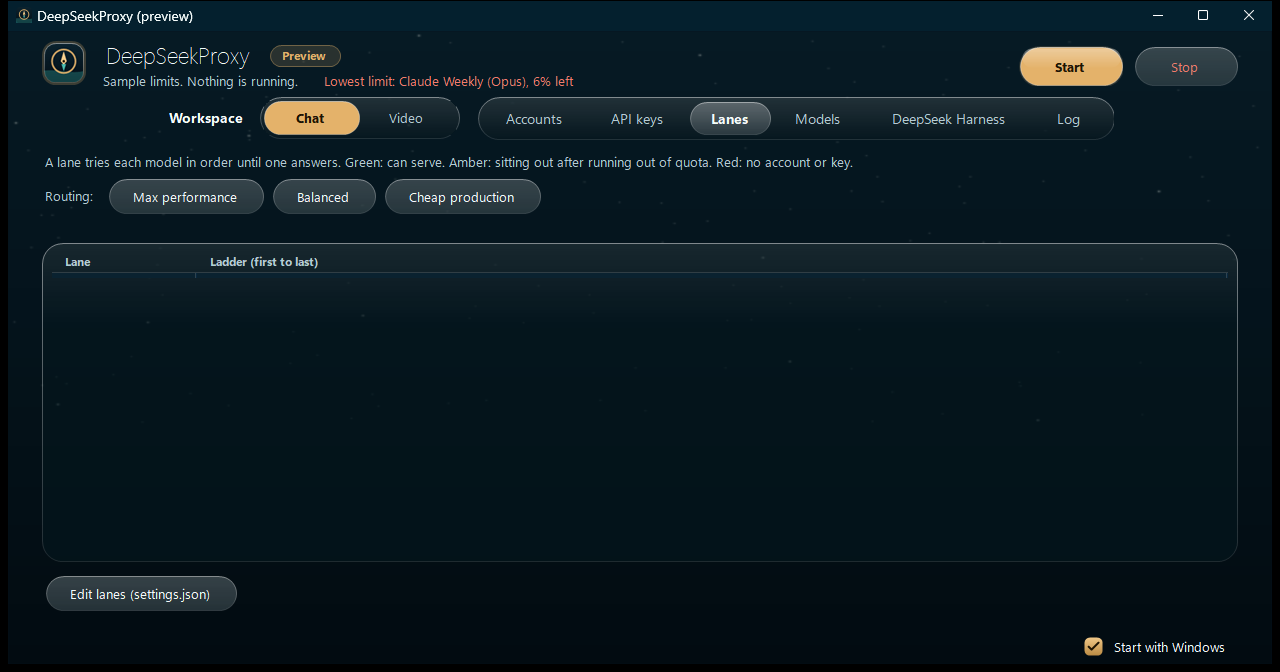 DeepSeekProxy (preview)
DeepSeekProxy Preview
Sample limits. Nothing is running. Lowest limit: Claude Weekly (Opus), 6% left
Start Stop
Workspace Chat Video Accounts API keys Lanes Models DeepSeek Harness Log
A lane tries each model in order until one answers. Green: can serve. Amber: sitting out after running out of quota. Red: no account or key.
Routing: Max performance Balanced Cheap production
Lane Ladder (first to last)
Edit lanes (settings.json)
Start with Windows